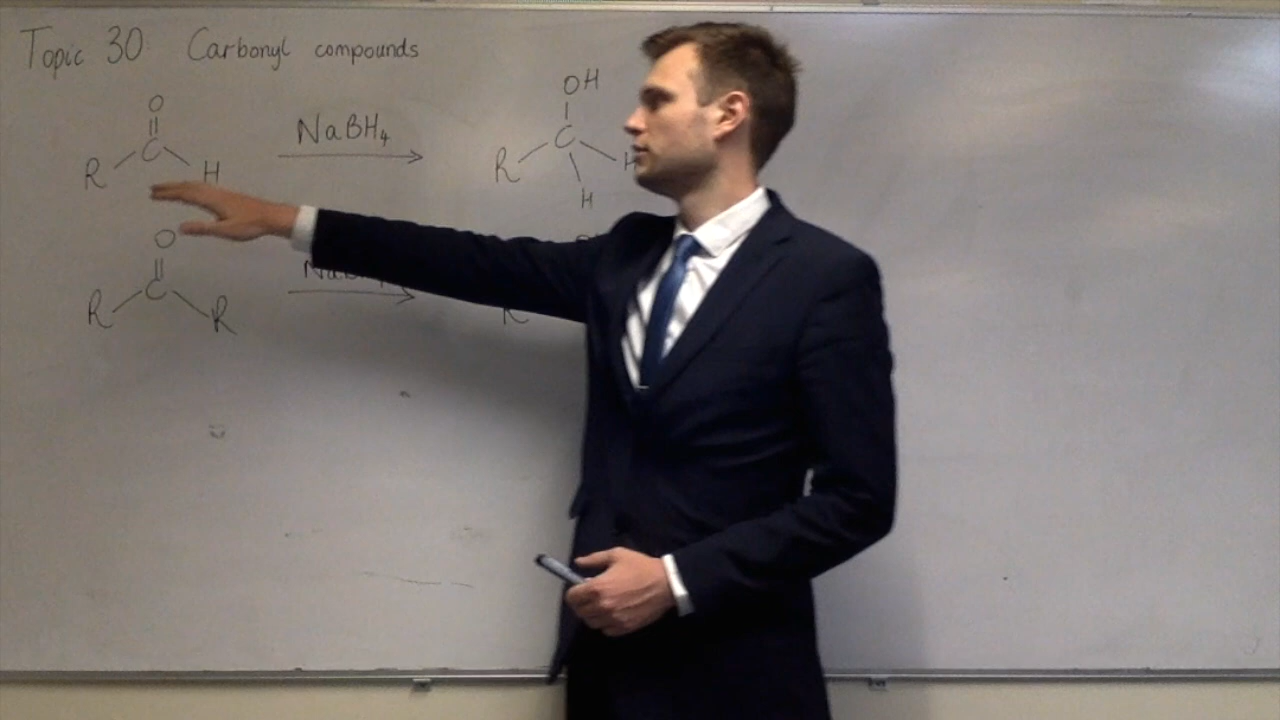 Topic 30: Carbonyl compounds
O
C
R H
NaBH₄
OH
C
R H
H
O
C
R R
R